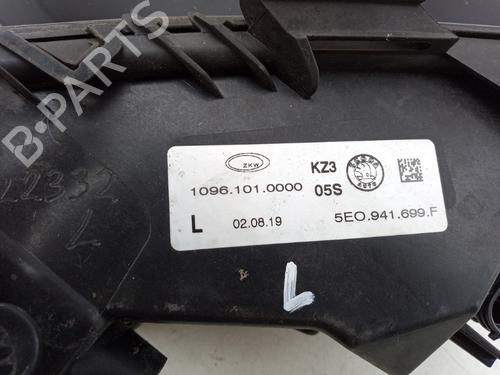 B-PARTS
ZKW
KZ3
1096.101.0000 05S
L 02.08.19 5E0.941.699.F
L